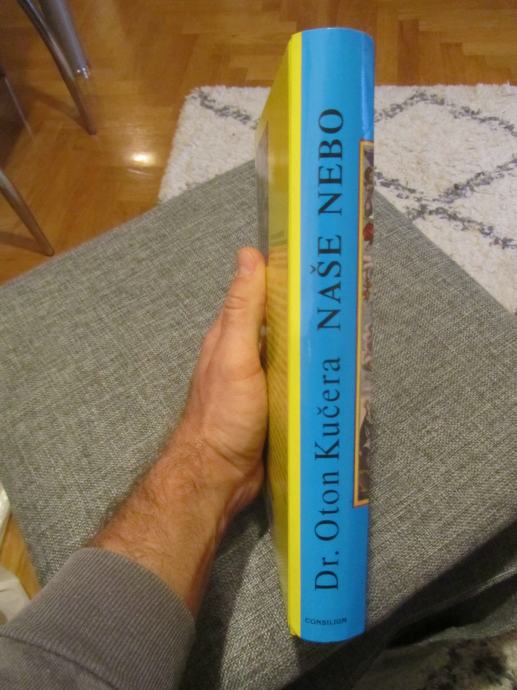 Dr. Oton Kučera NAŠE NEBO
CONSILIUM